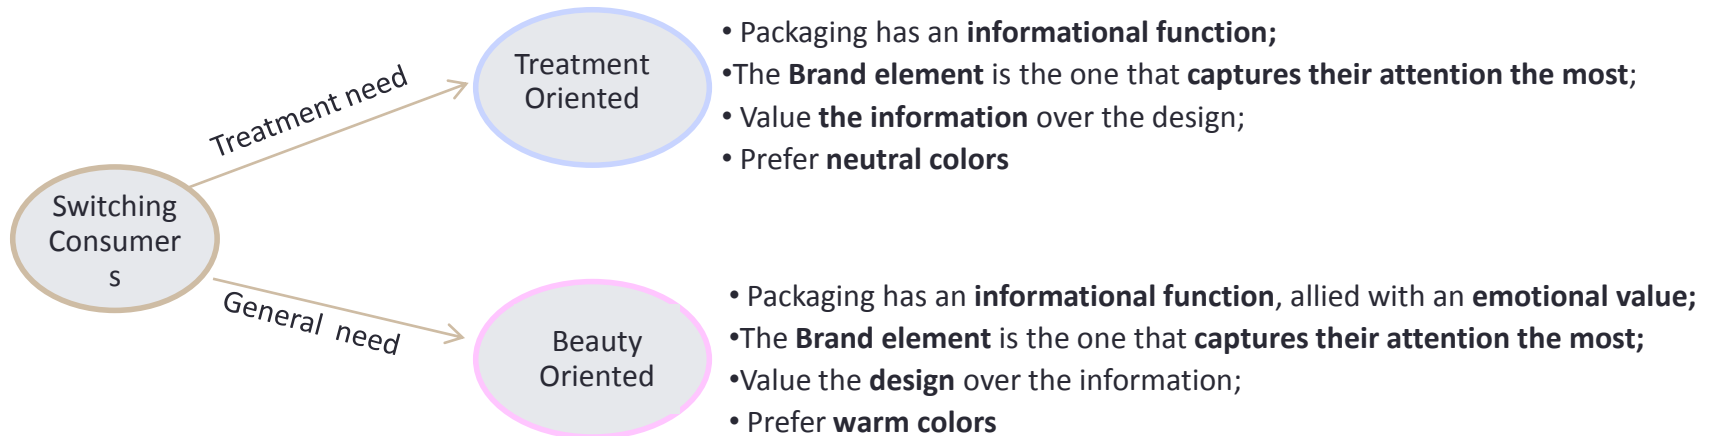 Switching
Consumer
s
Treatment need
Treatment
Oriented
• Packaging has an informational function;
•The Brand element is the one that captures their attention the most;
• Value the information over the design;
• Prefer neutral colors
General need
Beauty
Oriented
• Packaging has an informational function, allied with an emotional value;
•The Brand element is the one that captures their attention the most;
•Value the design over the information;
• Prefer warm colors